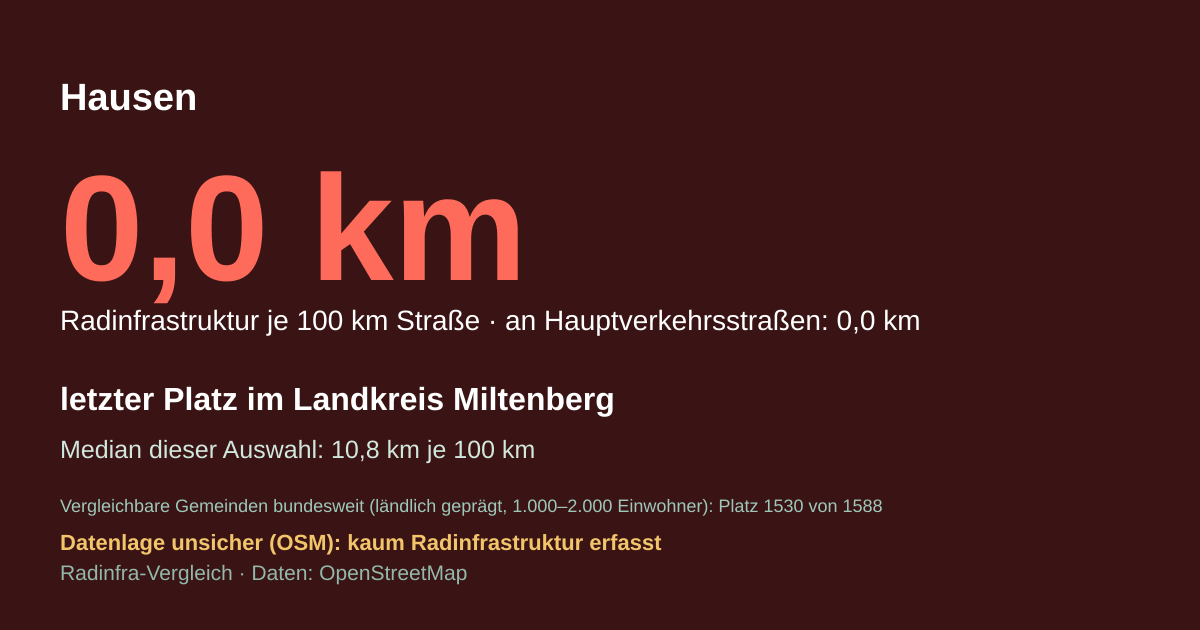 Hausen
0,0 km
Radinfrastruktur je 100 km Straße · an Hauptverkehrsstraßen: 0,0 km
letzter Platz im Landkreis Miltenberg
Median dieser Auswahl: 10,8 km je 100 km
Vergleichbare Gemeinden bundesweit (ländlich geprägt, 1.000–2.000 Einwohner): Platz 1530 von 1588
Datenlage unsicher (OSM): kaum Radinfrastruktur erfasst
Radinfra-Vergleich · Daten: OpenStreetMap